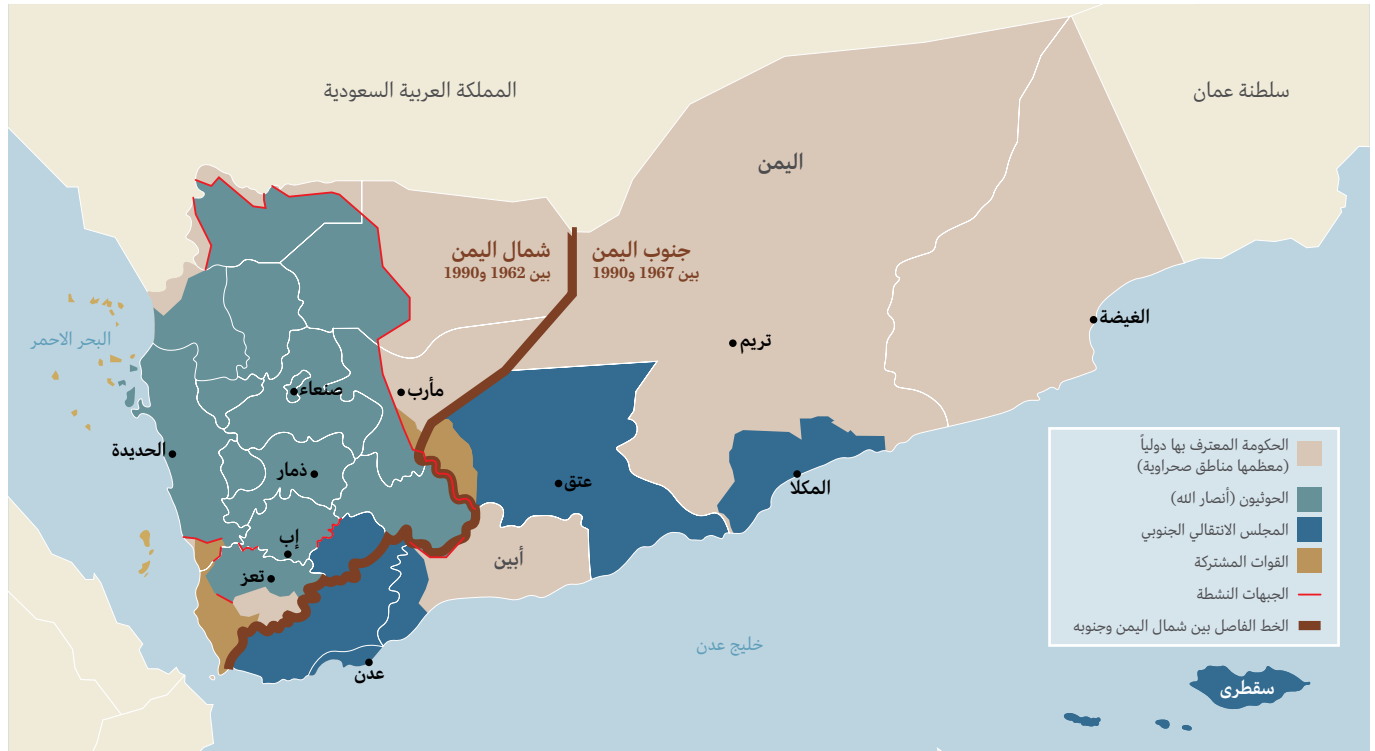 المملكة العربية السعودية
سلطنة عمان
اليمن
جنوب اليمن
بين 1967 و1990
شمال اليمن
بين 1962 و1990
الغيضة
البحر الاحمر
تريم
صنعاء
مأرب
الحديدة
ذمار
عتق
المكلا
إب
أبين
تعز
عدن
خليج عدن
سقطرى
الحكومة المعترف بها دولياً
(معظمها مناطق صحراوية)
الحوثيون (أنصار الله)
المجلس الانتقالي الجنوبي
القوات المشتركة
الجبهات النشطة
الخط الفاصل بين شمال اليمن وجنوبه